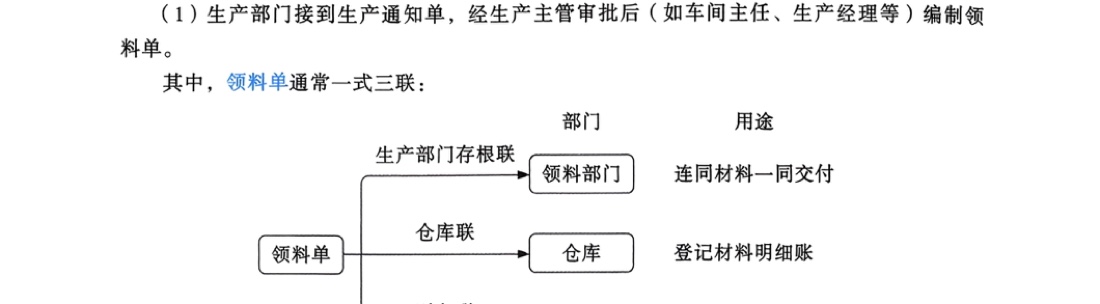 （1）生产部门接到生产通知单，经生产主管审批后（如车间主任、生产经理等）编制领
料单。
其中，领料单通常一式三联：
部门 用途
生产部门存根联
领料部门 连同材料一同交付
仓库联
领料单 仓库 登记材料明细账